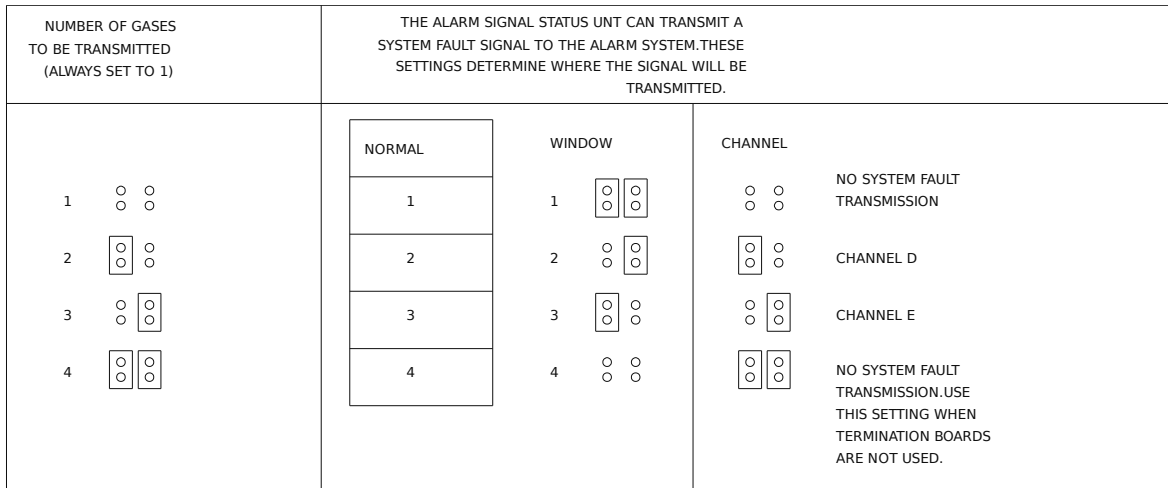 NUMBER OF GASES
TO BE TRANSMITTED
(ALWAYS SET TO 1)
THE ALARM SIGNAL STATUS UNT CAN TRANSMIT A
SYSTEM FAULT SIGNAL TO THE ALARM SYSTEM.THESE
SETTINGS DETERMINE WHERE THE SIGNAL WILL BE
TRANSMITTED.
1
2
3
4
NORMAL
1
2
3
4
WINDOW
1
2
3
4
CHANNEL
NO SYSTEM FAULT
TRANSMISSION
CHANNEL D
CHANNEL E
NO SYSTEM FAULT
TRANSMISSION.USE
THIS SETTING WHEN
TERMINATION BOARDS
ARE NOT USED.